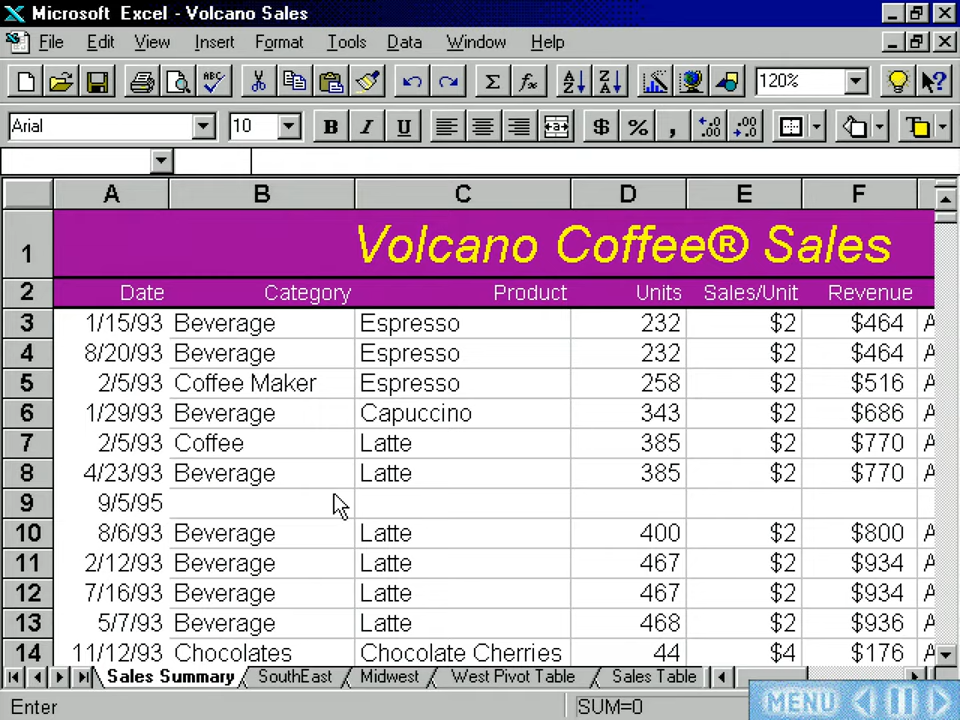 Microsoft Excel - Volcano Sales
File Edit View Insert Format Tools Data Window Help
ABC Σ fx A Z Z A 120% ?
Arial 10 B I U a $ % , .0 .00 .00 .0 T
A B C D E F
1 Volcano Coffee® Sales
2 Date Category Product Units Sales/Unit Revenue
3 1/15/93 Beverage Espresso 232 $2 $464 A
4 8/20/93 Beverage Espresso 232 $2 $464 A
5 2/5/93 Coffee Maker Espresso 258 $2 $516 A
6 1/29/93 Beverage Capuccino 343 $2 $686 A
7 2/5/93 Coffee Latte 385 $2 $770 A
8 4/23/93 Beverage Latte 385 $2 $770 A
9 9/5/95
10 8/6/93 Beverage Latte 400 $2 $800 A
11 2/12/93 Beverage Latte 467 $2 $934 A
12 7/16/93 Beverage Latte 467 $2 $934 A
13 5/7/93 Beverage Latte 468 $2 $936 A
14 11/12/93 Chocolates Chocolate Cherries 44 $4 $176 A
Sales Summary SouthEast Midwest West Pivot Table Sales Table
Enter SUM=0 MENU